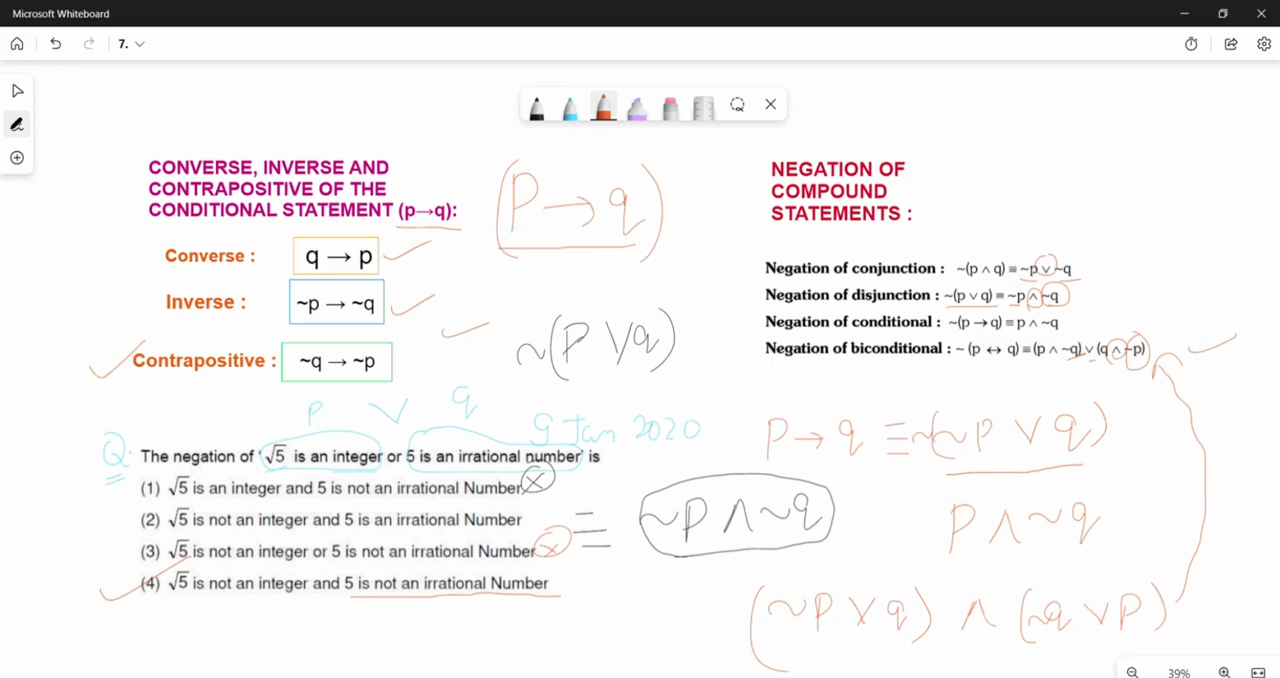 Microsoft Whiteboard
7.
CONVERSE, INVERSE AND
CONTRAPOSITIVE OF THE
CONDITIONAL STATEMENT (p→q):
(P → q)
Converse :
q → p
Inverse :
~p → ~q
Contrapositive :
~q → ~p
~(P ∨ q)
NEGATION OF
COMPOUND
STATEMENTS :
Negation of conjunction : ~(p ∧ q) ≡ ~p ∨ ~q
Negation of disjunction : ~(p ∨ q) ≡ ~p ∧ ~q
Negation of conditional : ~(p → q) ≡ p ∧ ~q
Negation of biconditional : ~ (p ↔ q) ≡ (p ∧ ~q) ∨ (q ∧ ~p)
P ∨ q
9 Jan 2020
Q. The negation of '√5 is an integer or 5 is an irrational number' is
(1) √5 is an integer and 5 is not an irrational Number
(2) √5 is not an integer and 5 is an irrational Number
(3) √5 is not an integer or 5 is not an irrational Number
(4) √5 is not an integer and 5 is not an irrational Number
= ~P ∧ ~q
P → q ≡ ~(~P ∨ q)
P ∧ ~q
(~P ∨ q) ∧ (~q ∨ P)
39%